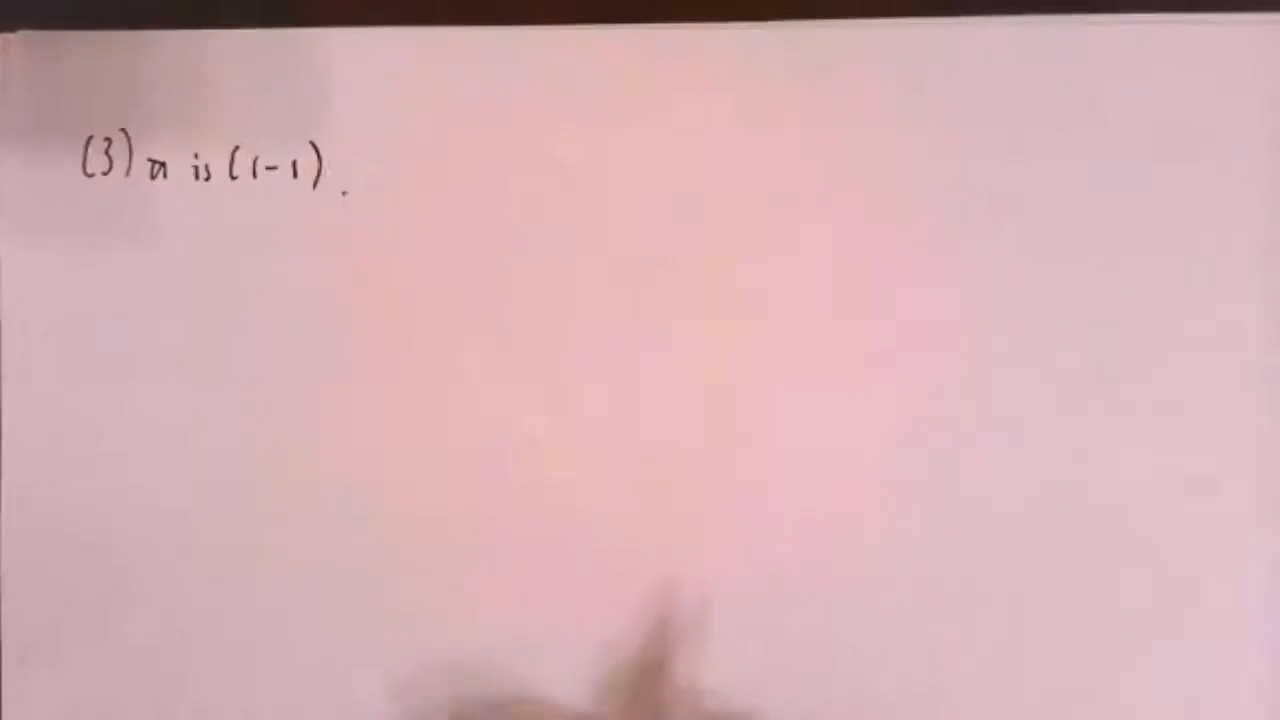 (3) π is (1-1).